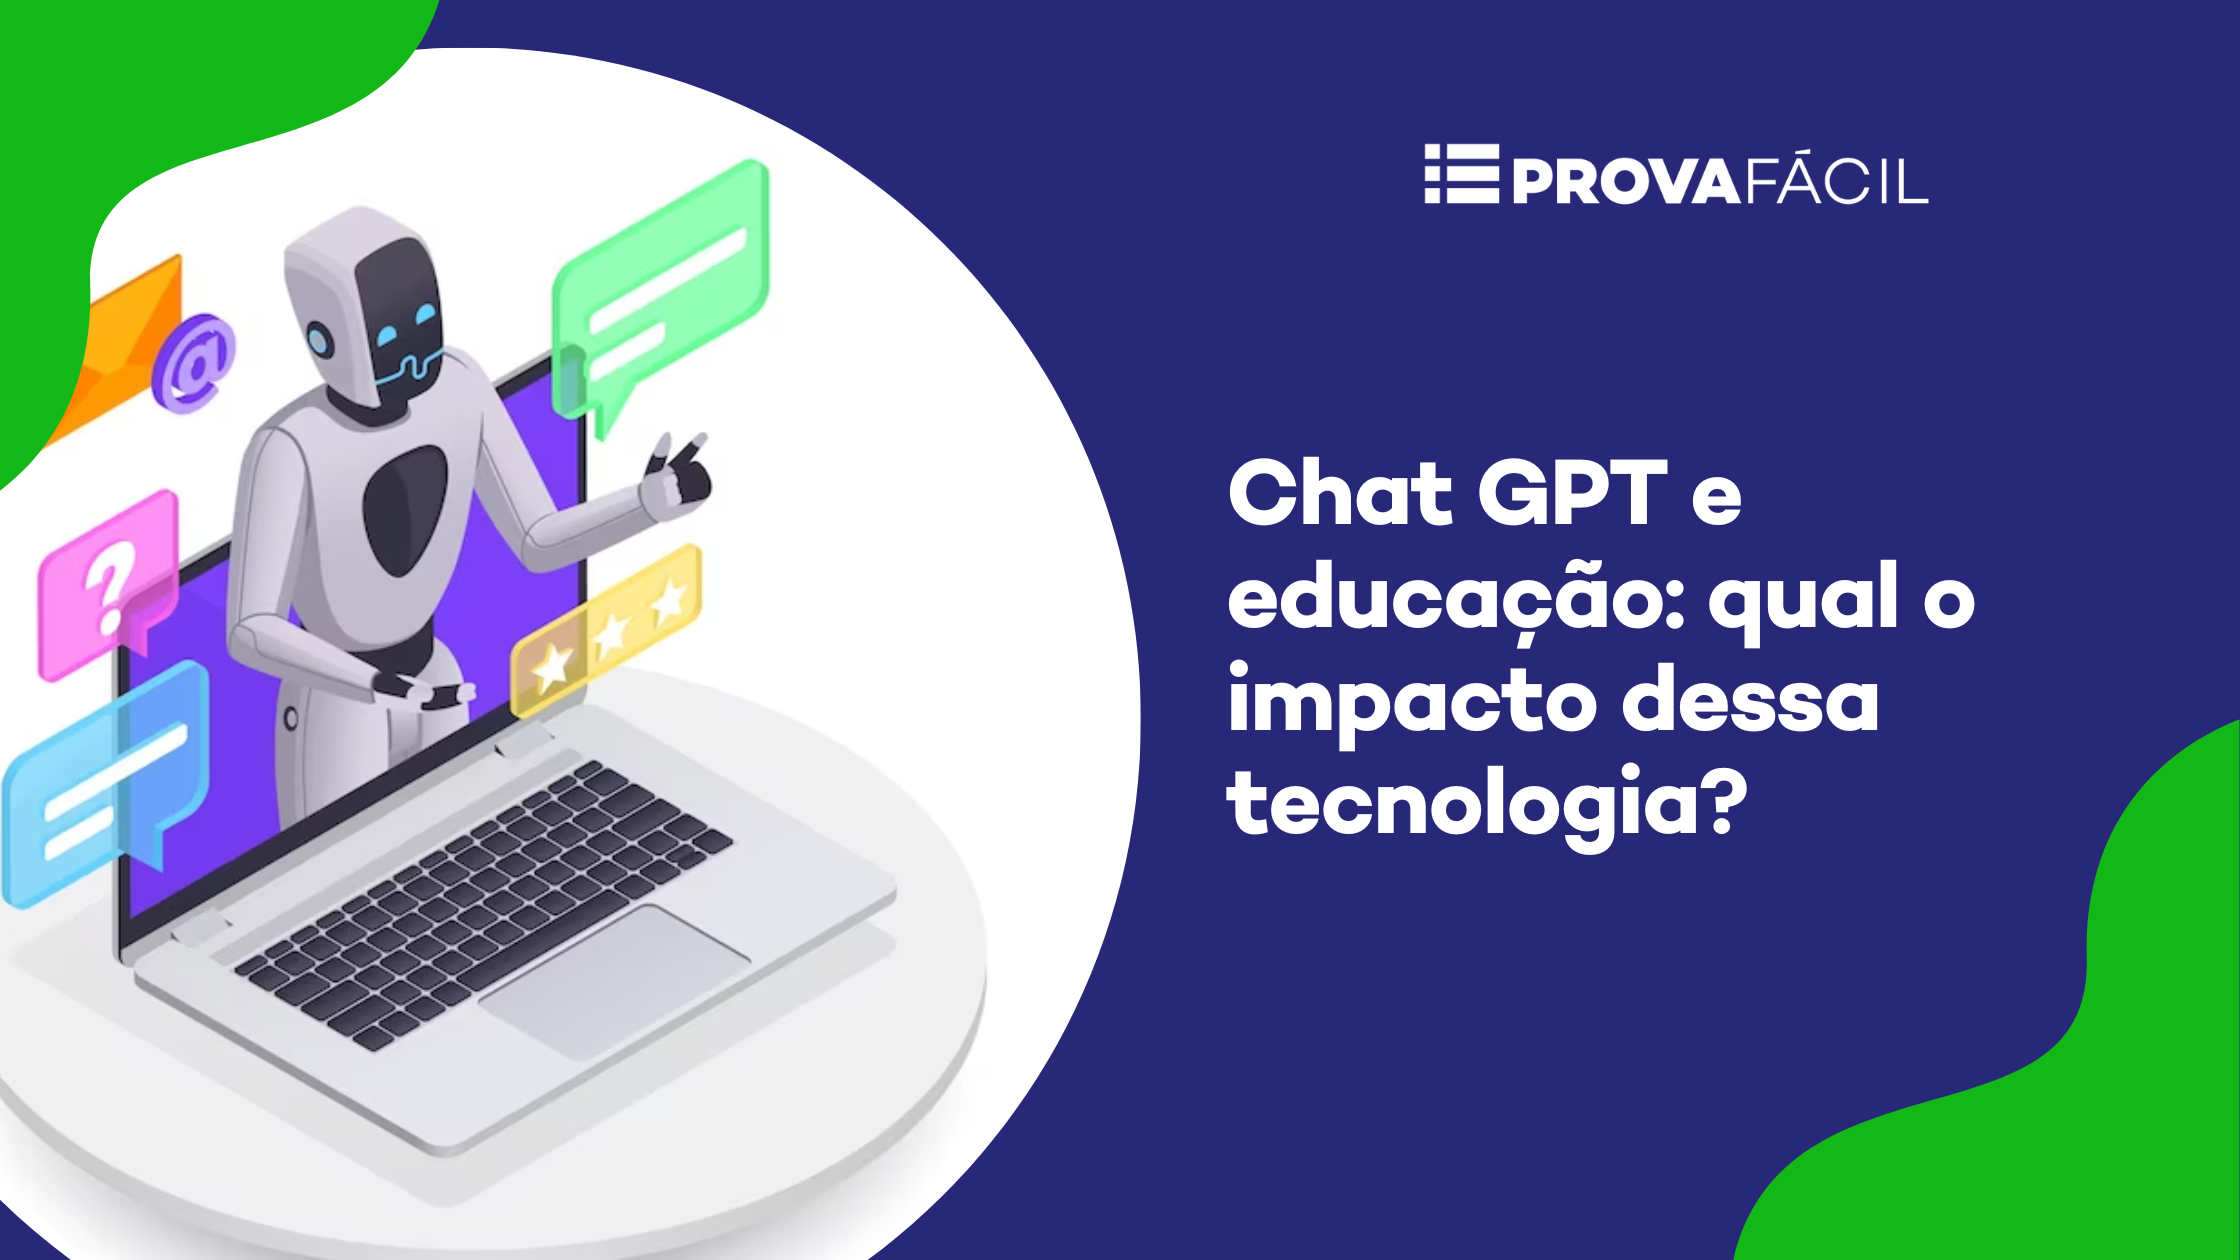 PROVAFÁCIL
@
?
Chat GPT e
educação: qual o
impacto dessa
tecnologia?